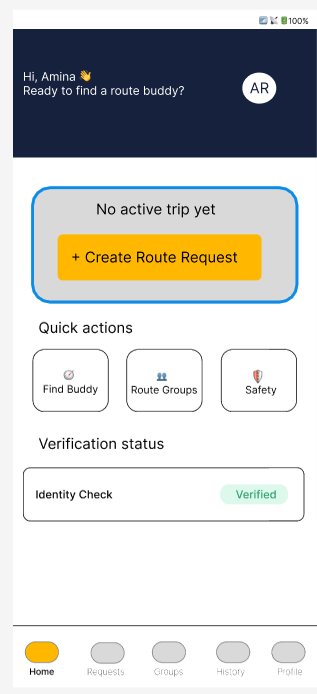 100%
Hi, Amina 👋
Ready to find a route buddy?
AR
No active trip yet
+ Create Route Request
Quick actions
Find Buddy
Route Groups
Safety
Verification status
Identity Check
Verified
Home
Requests
Groups
History
Profile